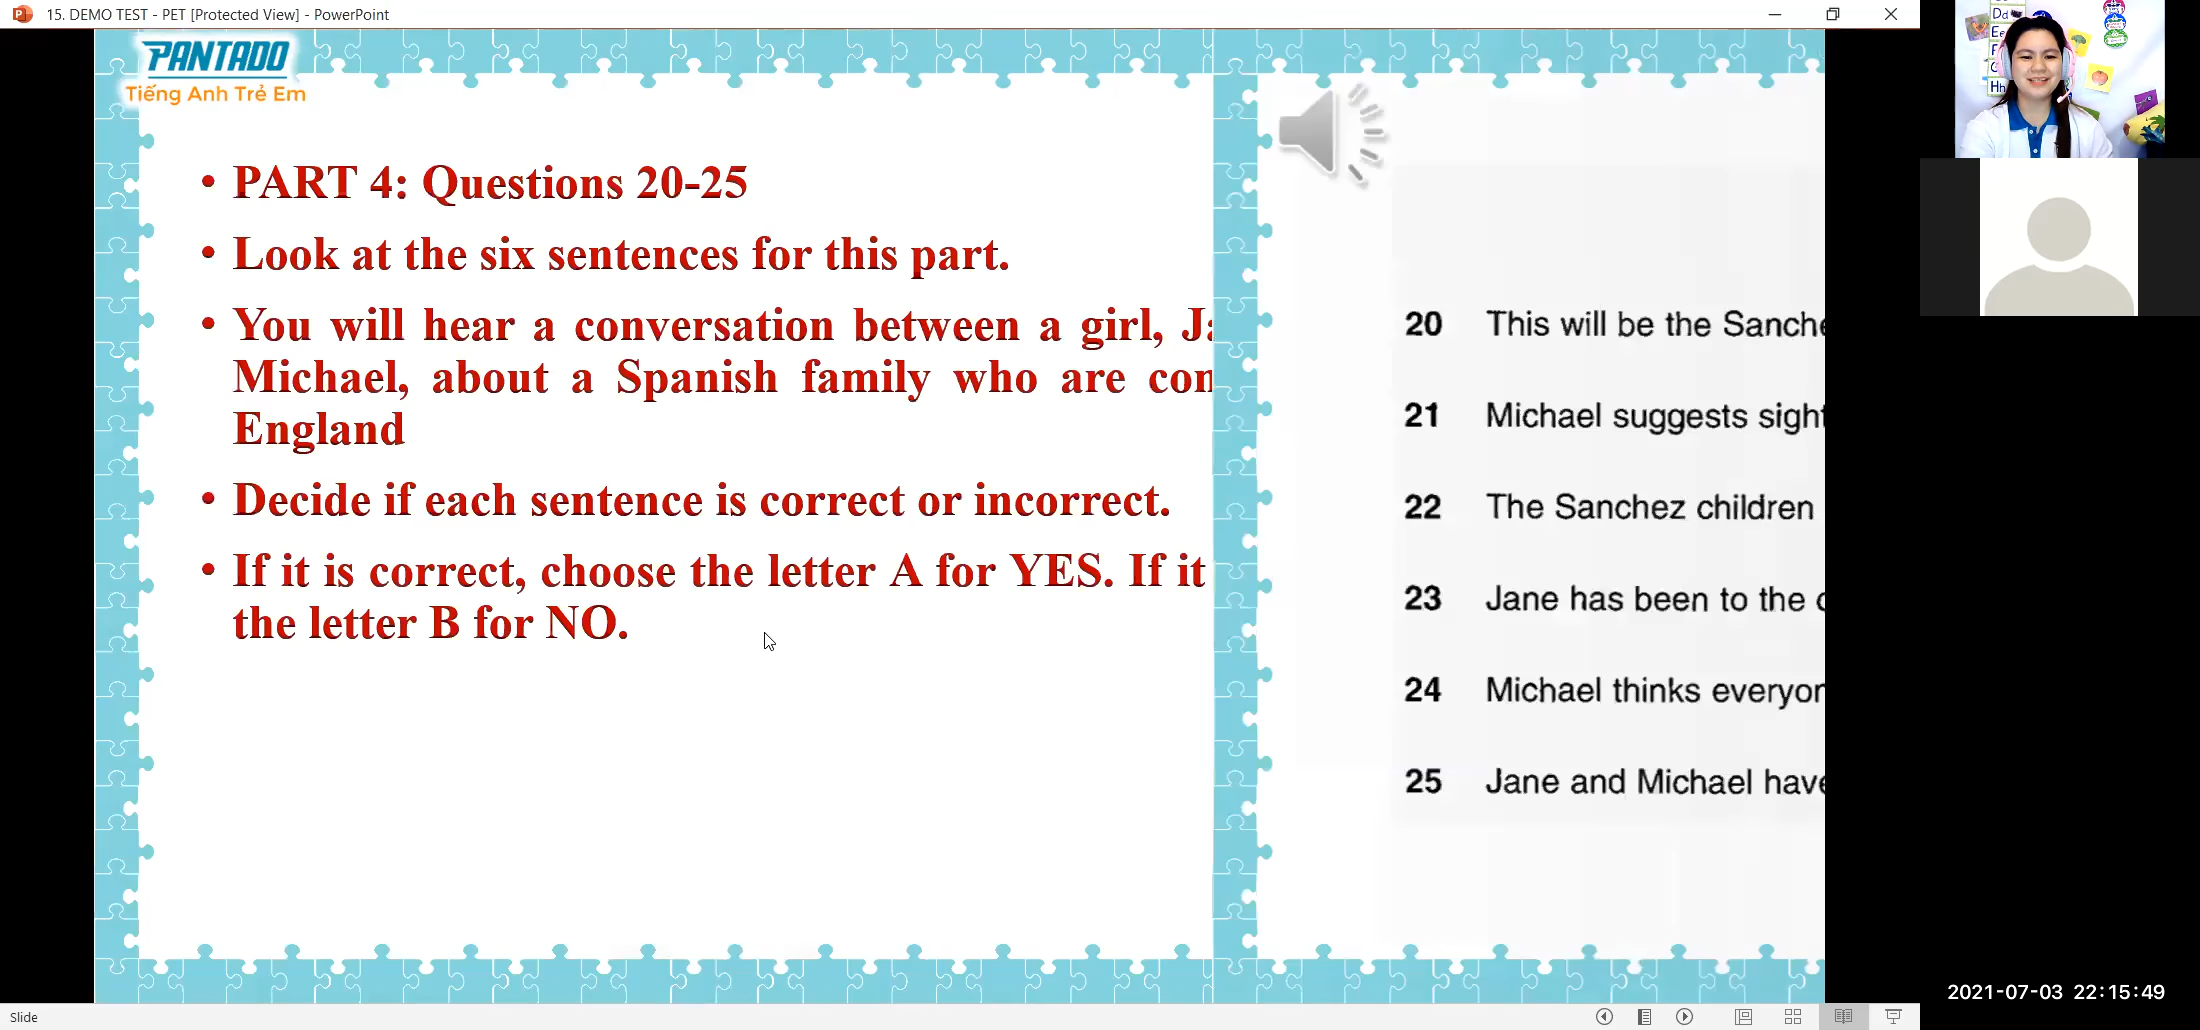 15. DEMO TEST - PET [Protected View] - PowerPoint
PANTADO
Tiếng Anh Trẻ Em
• PART 4: Questions 20-25
• Look at the six sentences for this part.
• You will hear a conversation between a girl,
Michael, about a Spanish family who are
England
• Decide if each sentence is correct or incorrect.
• If it is correct, choose the letter A for YES. If it
the letter B for NO.
20 This will be the
21 Michael suggests
22 The Sanchez children
23 Jane has been to the
24 Michael thinks
25 Jane and Michael
Dd
Hh
2021-07-03 22:15:49
Slide